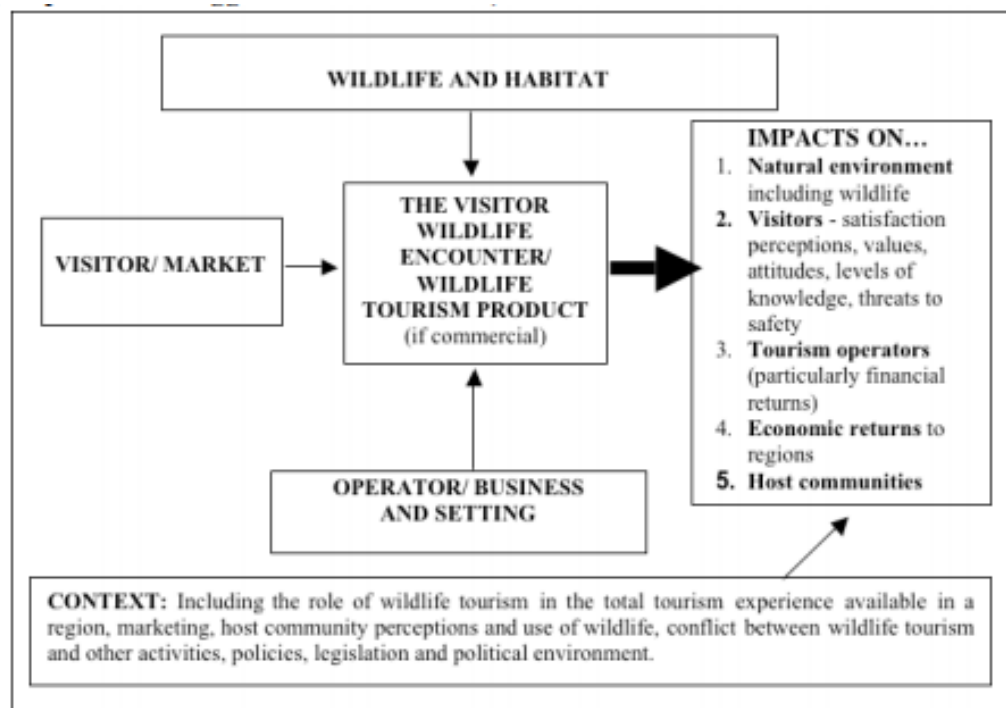 WILDLIFE AND HABITAT
VISITOR/ MARKET
THE VISITOR
WILDLIFE
ENCOUNTER/
WILDLIFE
TOURISM PRODUCT
(if commercial)
OPERATOR/ BUSINESS
AND SETTING
IMPACTS ON…
1. Natural environment
including wildlife
2. Visitors - satisfaction
perceptions, values,
attitudes, levels of
knowledge, threats to
safety
3. Tourism operators
(particularly financial
returns)
4. Economic returns to
regions
5. Host communities
CONTEXT: Including the role of wildlife tourism in the total tourism experience available in a
region, marketing, host community perceptions and use of wildlife, conflict between wildlife tourism
and other activities, policies, legislation and political environment.